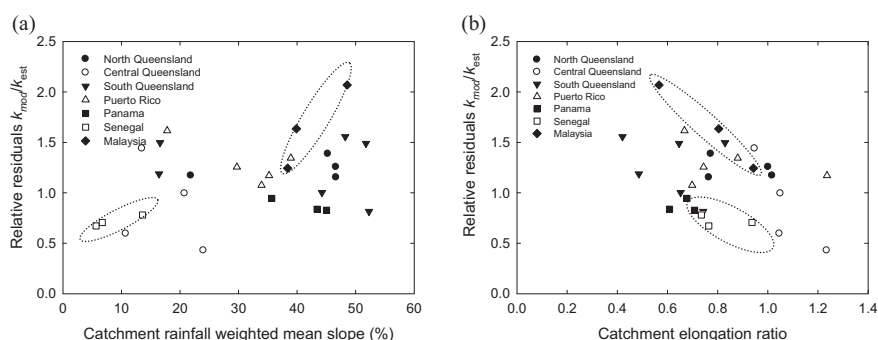 (a)
Relative residuals k_mod/k_est
2.5
2.0
1.5
1.0
0.5
0.0
North Queensland
Central Queensland
South Queensland
Puerto Rico
Panama
Senegal
Malaysia
0 10 20 30 40 50 60
Catchment rainfall weighted mean slope (%)
(b)
Relative residuals k_mod/k_est
2.5
2.0
1.5
1.0
0.5
0.0
North Queensland
Central Queensland
South Queensland
Puerto Rico
Panama
Senegal
Malaysia
0.0 0.2 0.4 0.6 0.8 1.0 1.2 1.4
Catchment elongation ratio